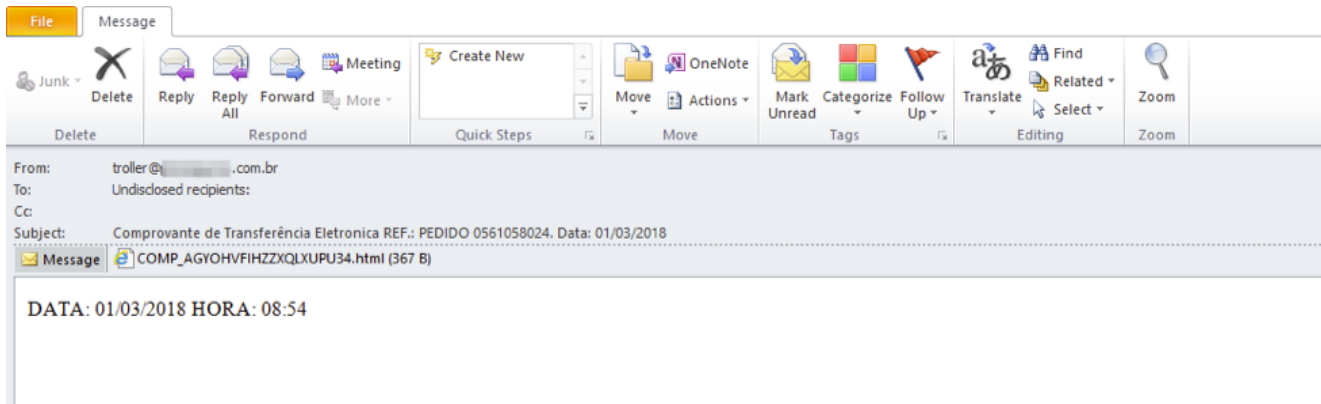 File Message
Junk
Delete
Reply
Reply All
Forward
Meeting
More
Create New
Move
OneNote
Actions
Mark Unread
Categorize
Follow Up
Translate
Find
Related
Select
Zoom
Delete Respond Quick Steps Move Tags Editing Zoom
From: troller@ .com.br
To: Undisclosed recipients:
Cc:
Subject: Comprovante de Transferência Eletronica REF.: PEDIDO 0561058024. Data: 01/03/2018
Message COMP_AGYOHVFIHZZXQLXUPU34.html (367 B)
DATA: 01/03/2018 HORA: 08:54